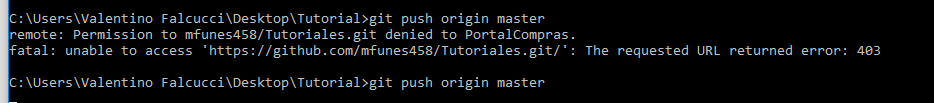 C:\Users\Valentino Falcucci\Desktop\Tutorial>git push origin master
remote: Permission to mfunes458/Tutoriales.git denied to PortalCompras.
fatal: unable to access 'https://github.com/mfunes458/Tutoriales.git/': The requested URL returned error: 403
C:\Users\Valentino Falcucci\Desktop\Tutorial>git push origin master